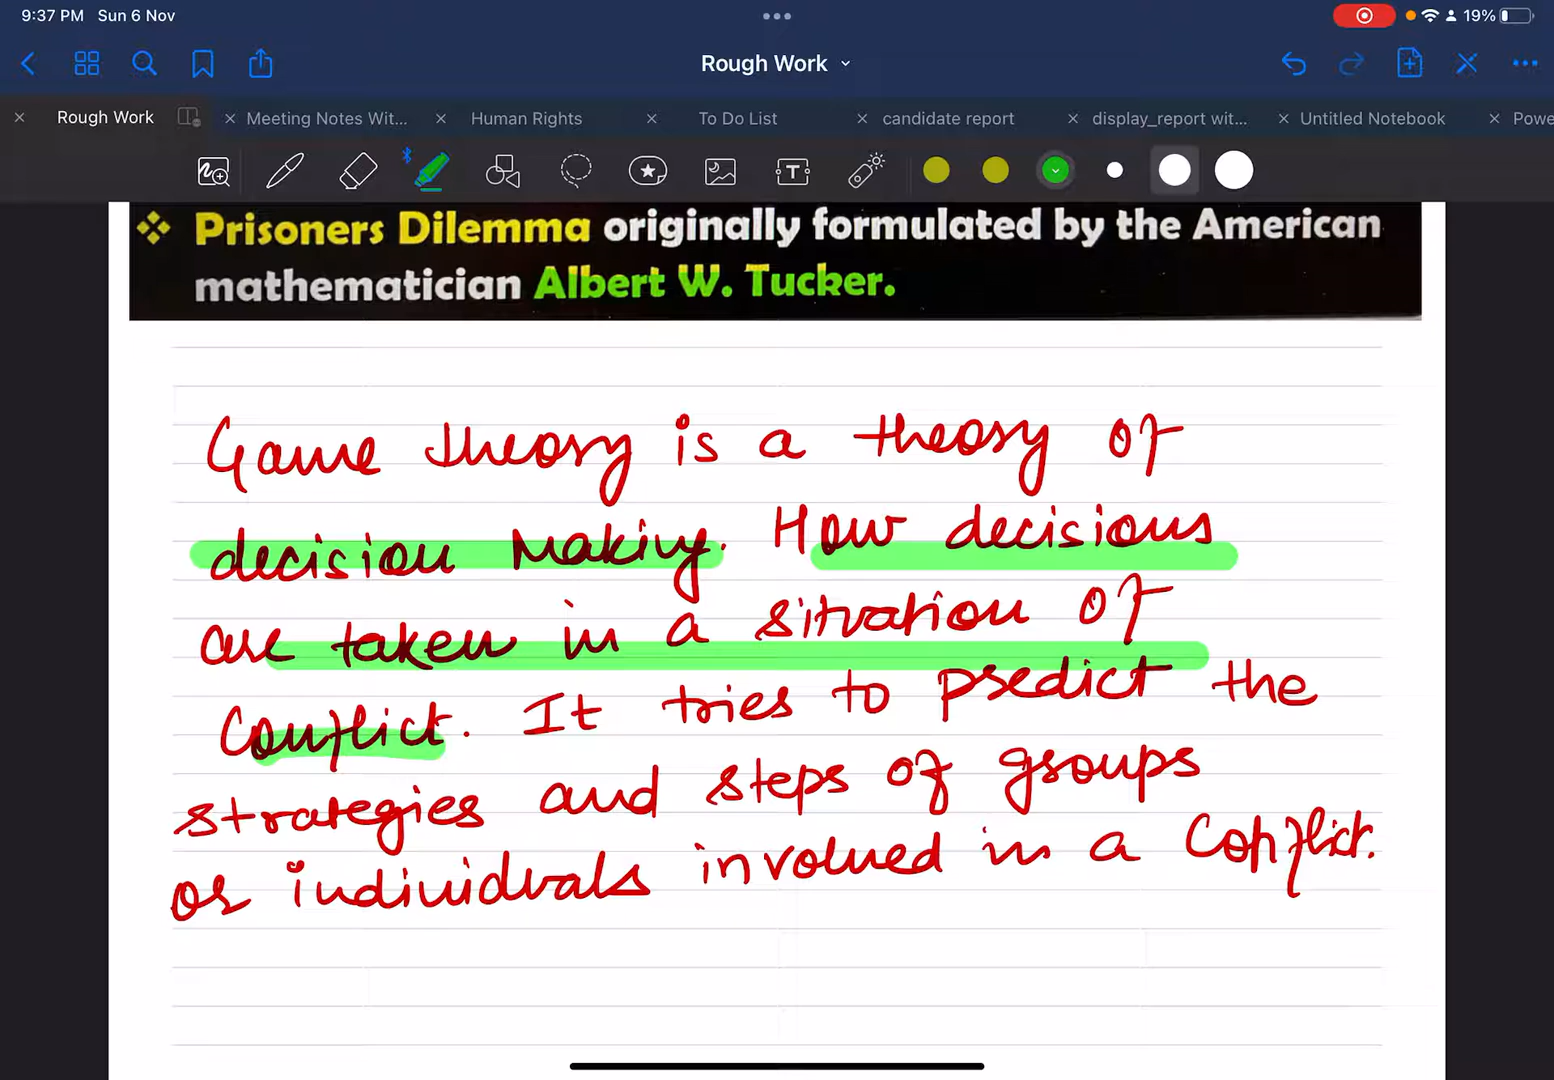 9:37 PM Sun 6 Nov
19%
Rough Work
Rough Work
Meeting Notes Wit...
Human Rights
To Do List
candidate report
display_report wit...
Untitled Notebook
Powe
T
Prisoners Dilemma originally formulated by the American
mathematician Albert W. Tucker.
Game theory is a theory of
decision Making. How decisions
are taken in a situation of
Conflict. It tries to predict the
strategies and steps of groups
or individuals involved in a Conflict.